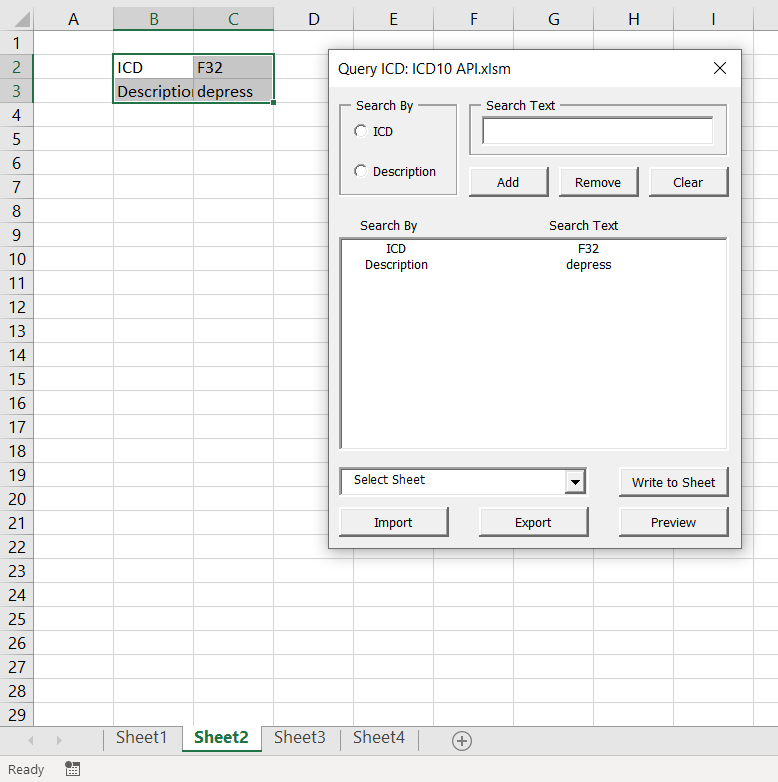 A B C D E F G H I
1
2 ICD F32
3 Description depress
4
5
6
7
8
9
10
11
12
13
14
15
16
17
18
19
20
21
22
23
24
25
26
27
28
29
Query ICD: ICD10 API.xlsm
Search By Search Text
ICD
Description
Add Remove Clear
Search By Search Text
ICD F32
Description depress
Select Sheet Write to Sheet
Import Export Preview
Sheet1 Sheet2 Sheet3 Sheet4
Ready